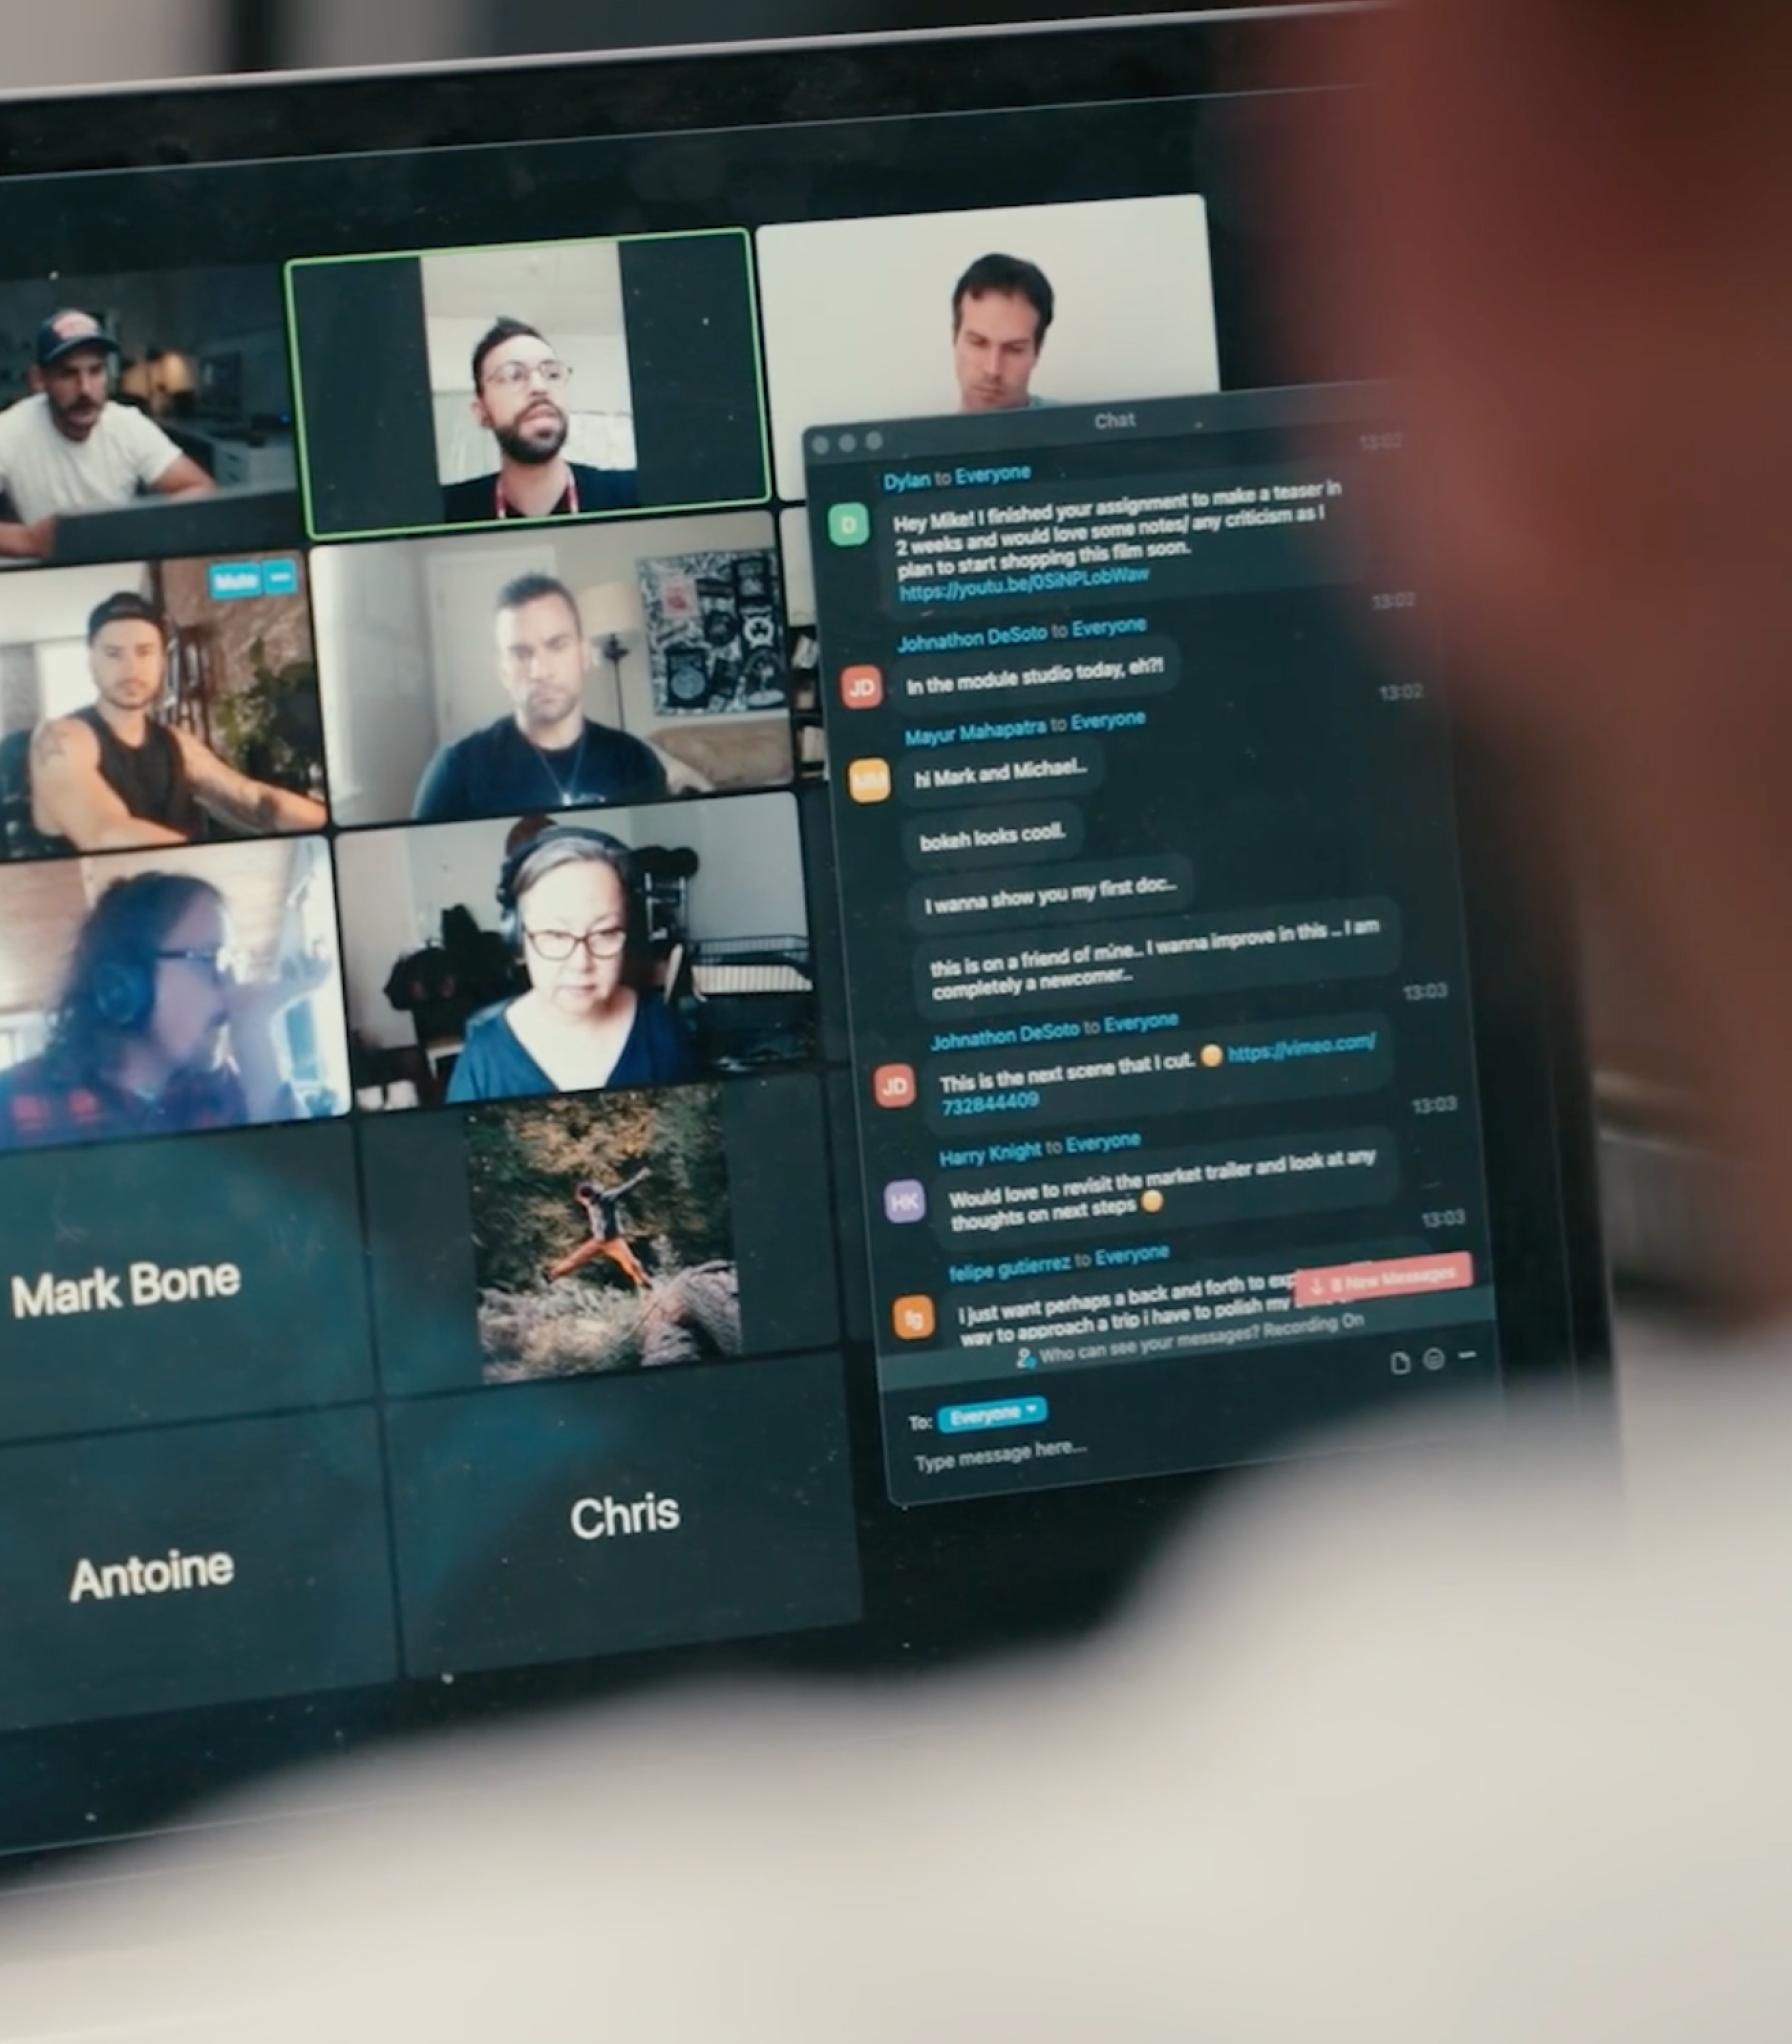 Mute
Mark Bone
Antoine
Chris
Chat
13:02
Dylan to Everyone
D
Hey Mike! I finished your assignment to make a teaser in
2 weeks and would love some notes/ any criticism as I
plan to start shopping this film soon.
https://youtu.be/0SiNPLobWaw
13:02
Johnathon DeSoto to Everyone
JD
In the module studio today, eh?!
13:02
Mayur Mahapatra to Everyone
MM
hi Mark and Michael..
bokeh looks cooll.
I wanna show you my first doc...
this is on a friend of mine.. I wanna improve in this ... I am
completely a newcomer..
13:03
Johnathon DeSoto to Everyone
JD
This is the next scene that I cut. https://vimeo.com/
732844409
13:03
Harry Knight to Everyone
HK
Would love to revisit the market trailer and look at any
thoughts on next steps
13:03
felipe gutierrez to Everyone
fg
i just want perhaps a back and forth to
8 New Messages
way to approach a trip i have to polish my
Who can see your messages? Recording On
To: Everyone
Type message here...